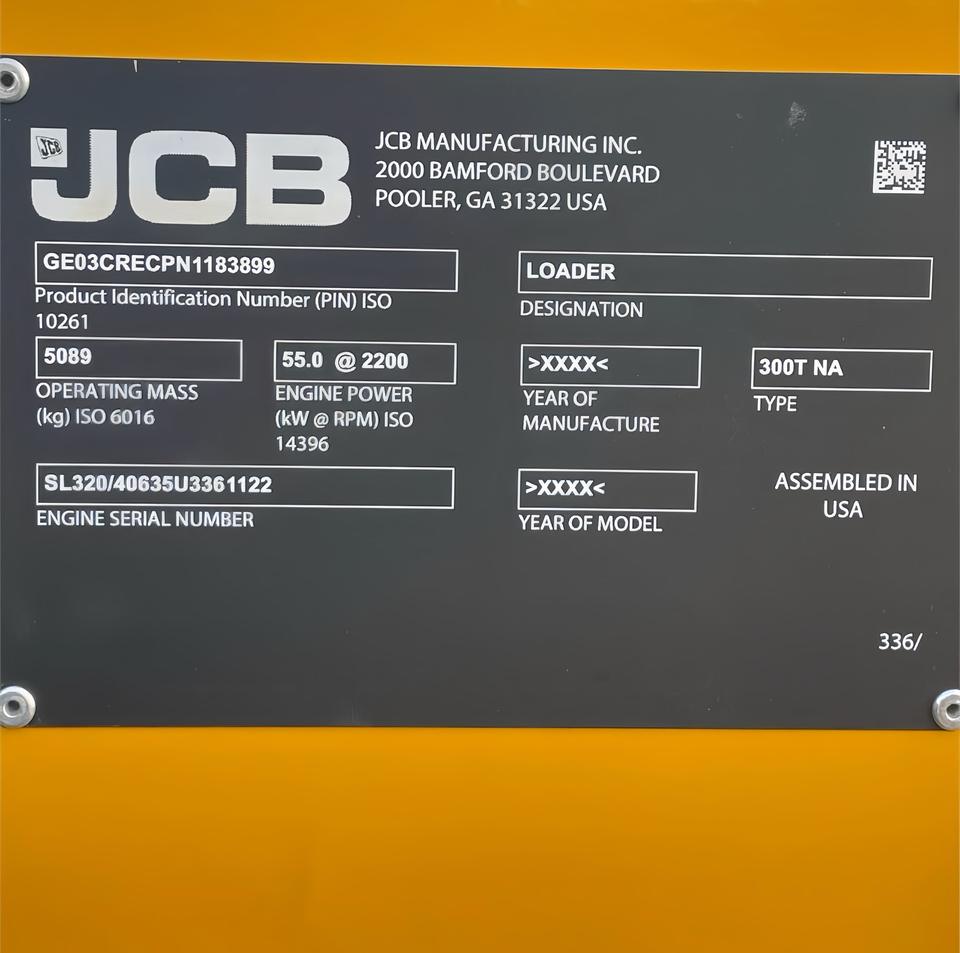 JCB
JCB
JCB MANUFACTURING INC.
2000 BAMFORD BOULEVARD
POOLER, GA 31322 USA
GE03CRECPN1183899
Product Identification Number (PIN) ISO
10261
LOADER
DESIGNATION
5089
OPERATING MASS
(kg) ISO 6016
55.0 @ 2200
ENGINE POWER
(kW @ RPM) ISO
14396
>XXXX<
YEAR OF
MANUFACTURE
300T NA
TYPE
SL320/40635U3361122
ENGINE SERIAL NUMBER
>XXXX<
YEAR OF MODEL
ASSEMBLED IN
USA
336/